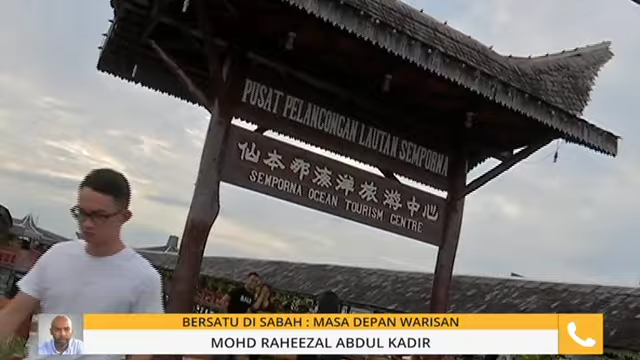 PUSAT PELANCONGAN LAUTAN SEMPORNA
仙本那海洋旅游中心
SEMPORNA OCEAN TOURISM CENTRE
BERSATU DI SABAH : MASA DEPAN WARISAN
MOHD RAHEEZAL ABDUL KADIR